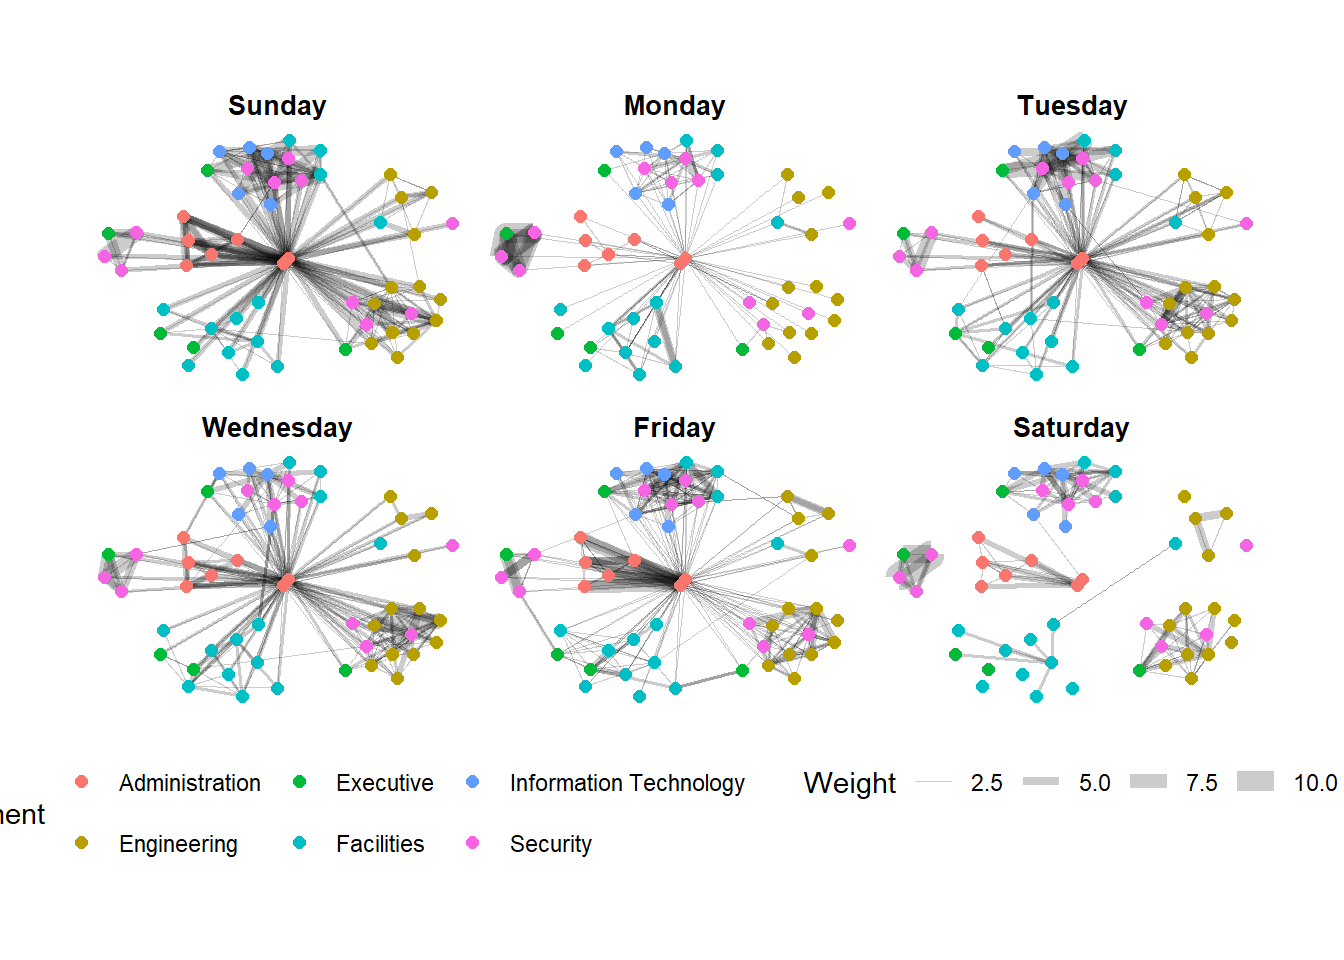 Sunday
Monday
Tuesday
Wednesday
Friday
Saturday
Administration
Executive
Information Technology
Weight
2.5
5.0
7.5
10.0
Engineering
Facilities
Security